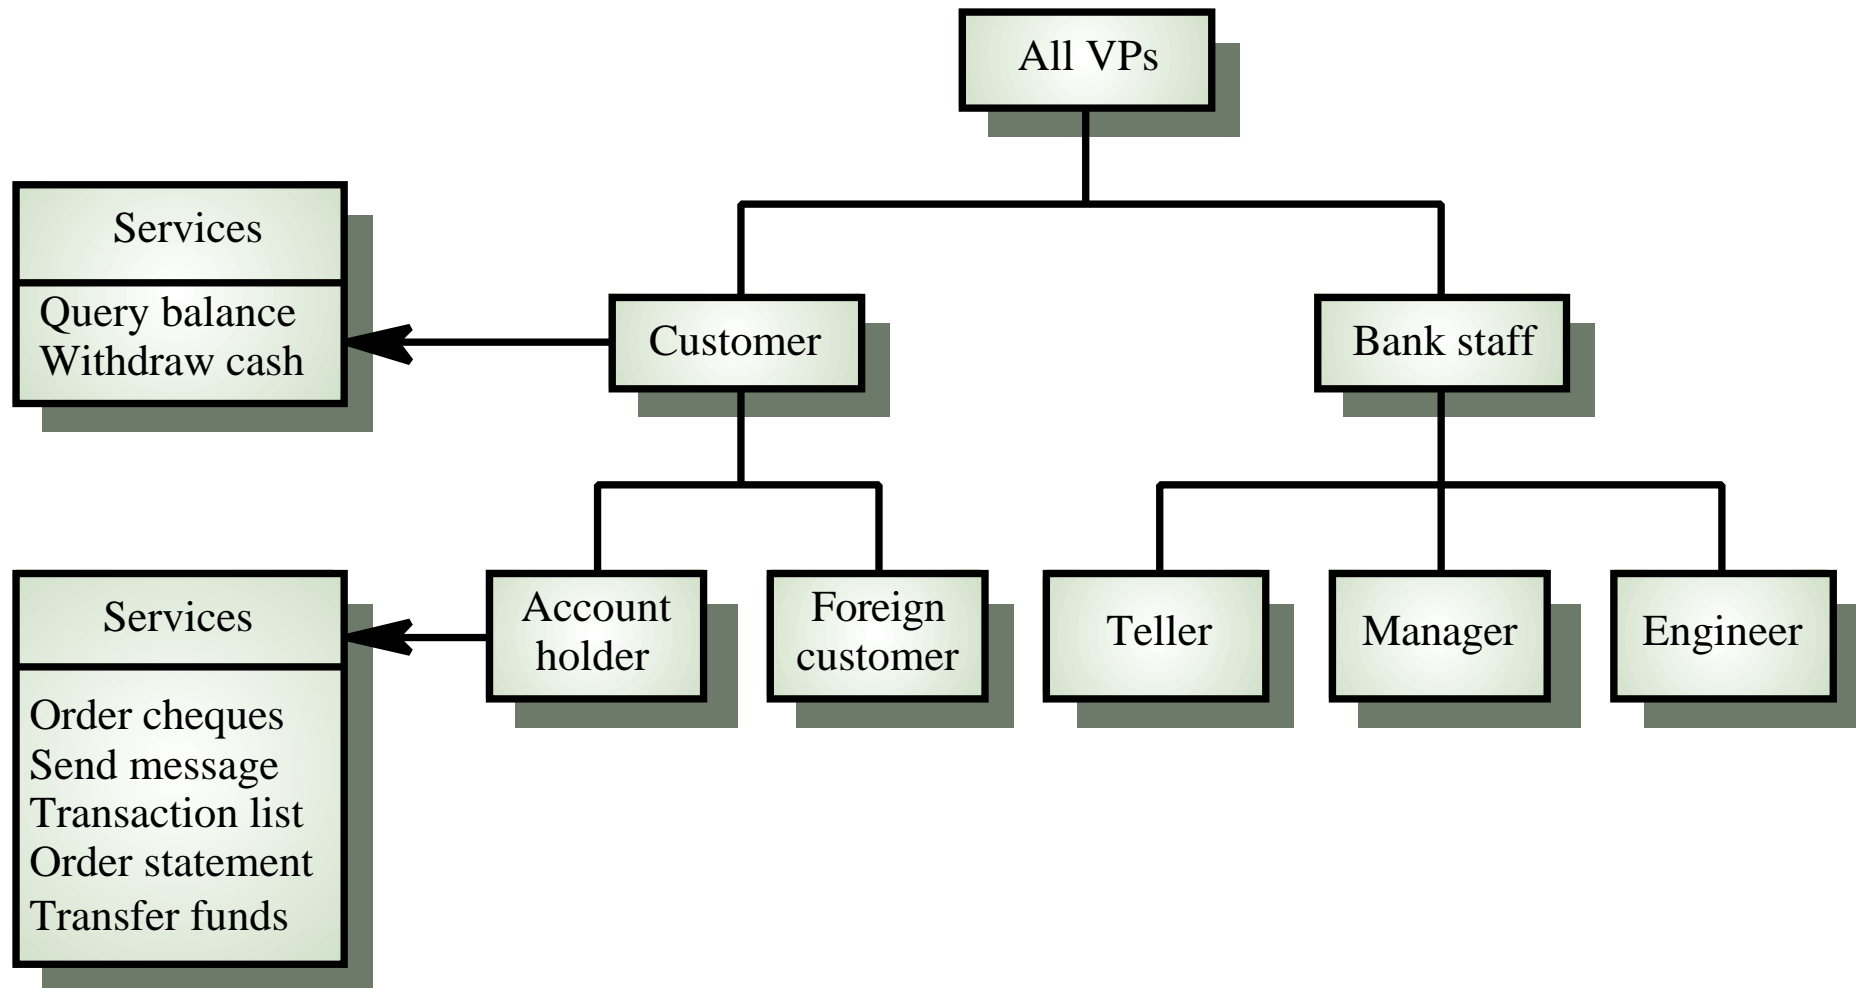 All VPs
Services
Query balance
Withdraw cash
Customer
Bank staff
Services
Order cheques
Send message
Transaction list
Order statement
Transfer funds
Account
holder
Foreign
customer
Teller
Manager
Engineer